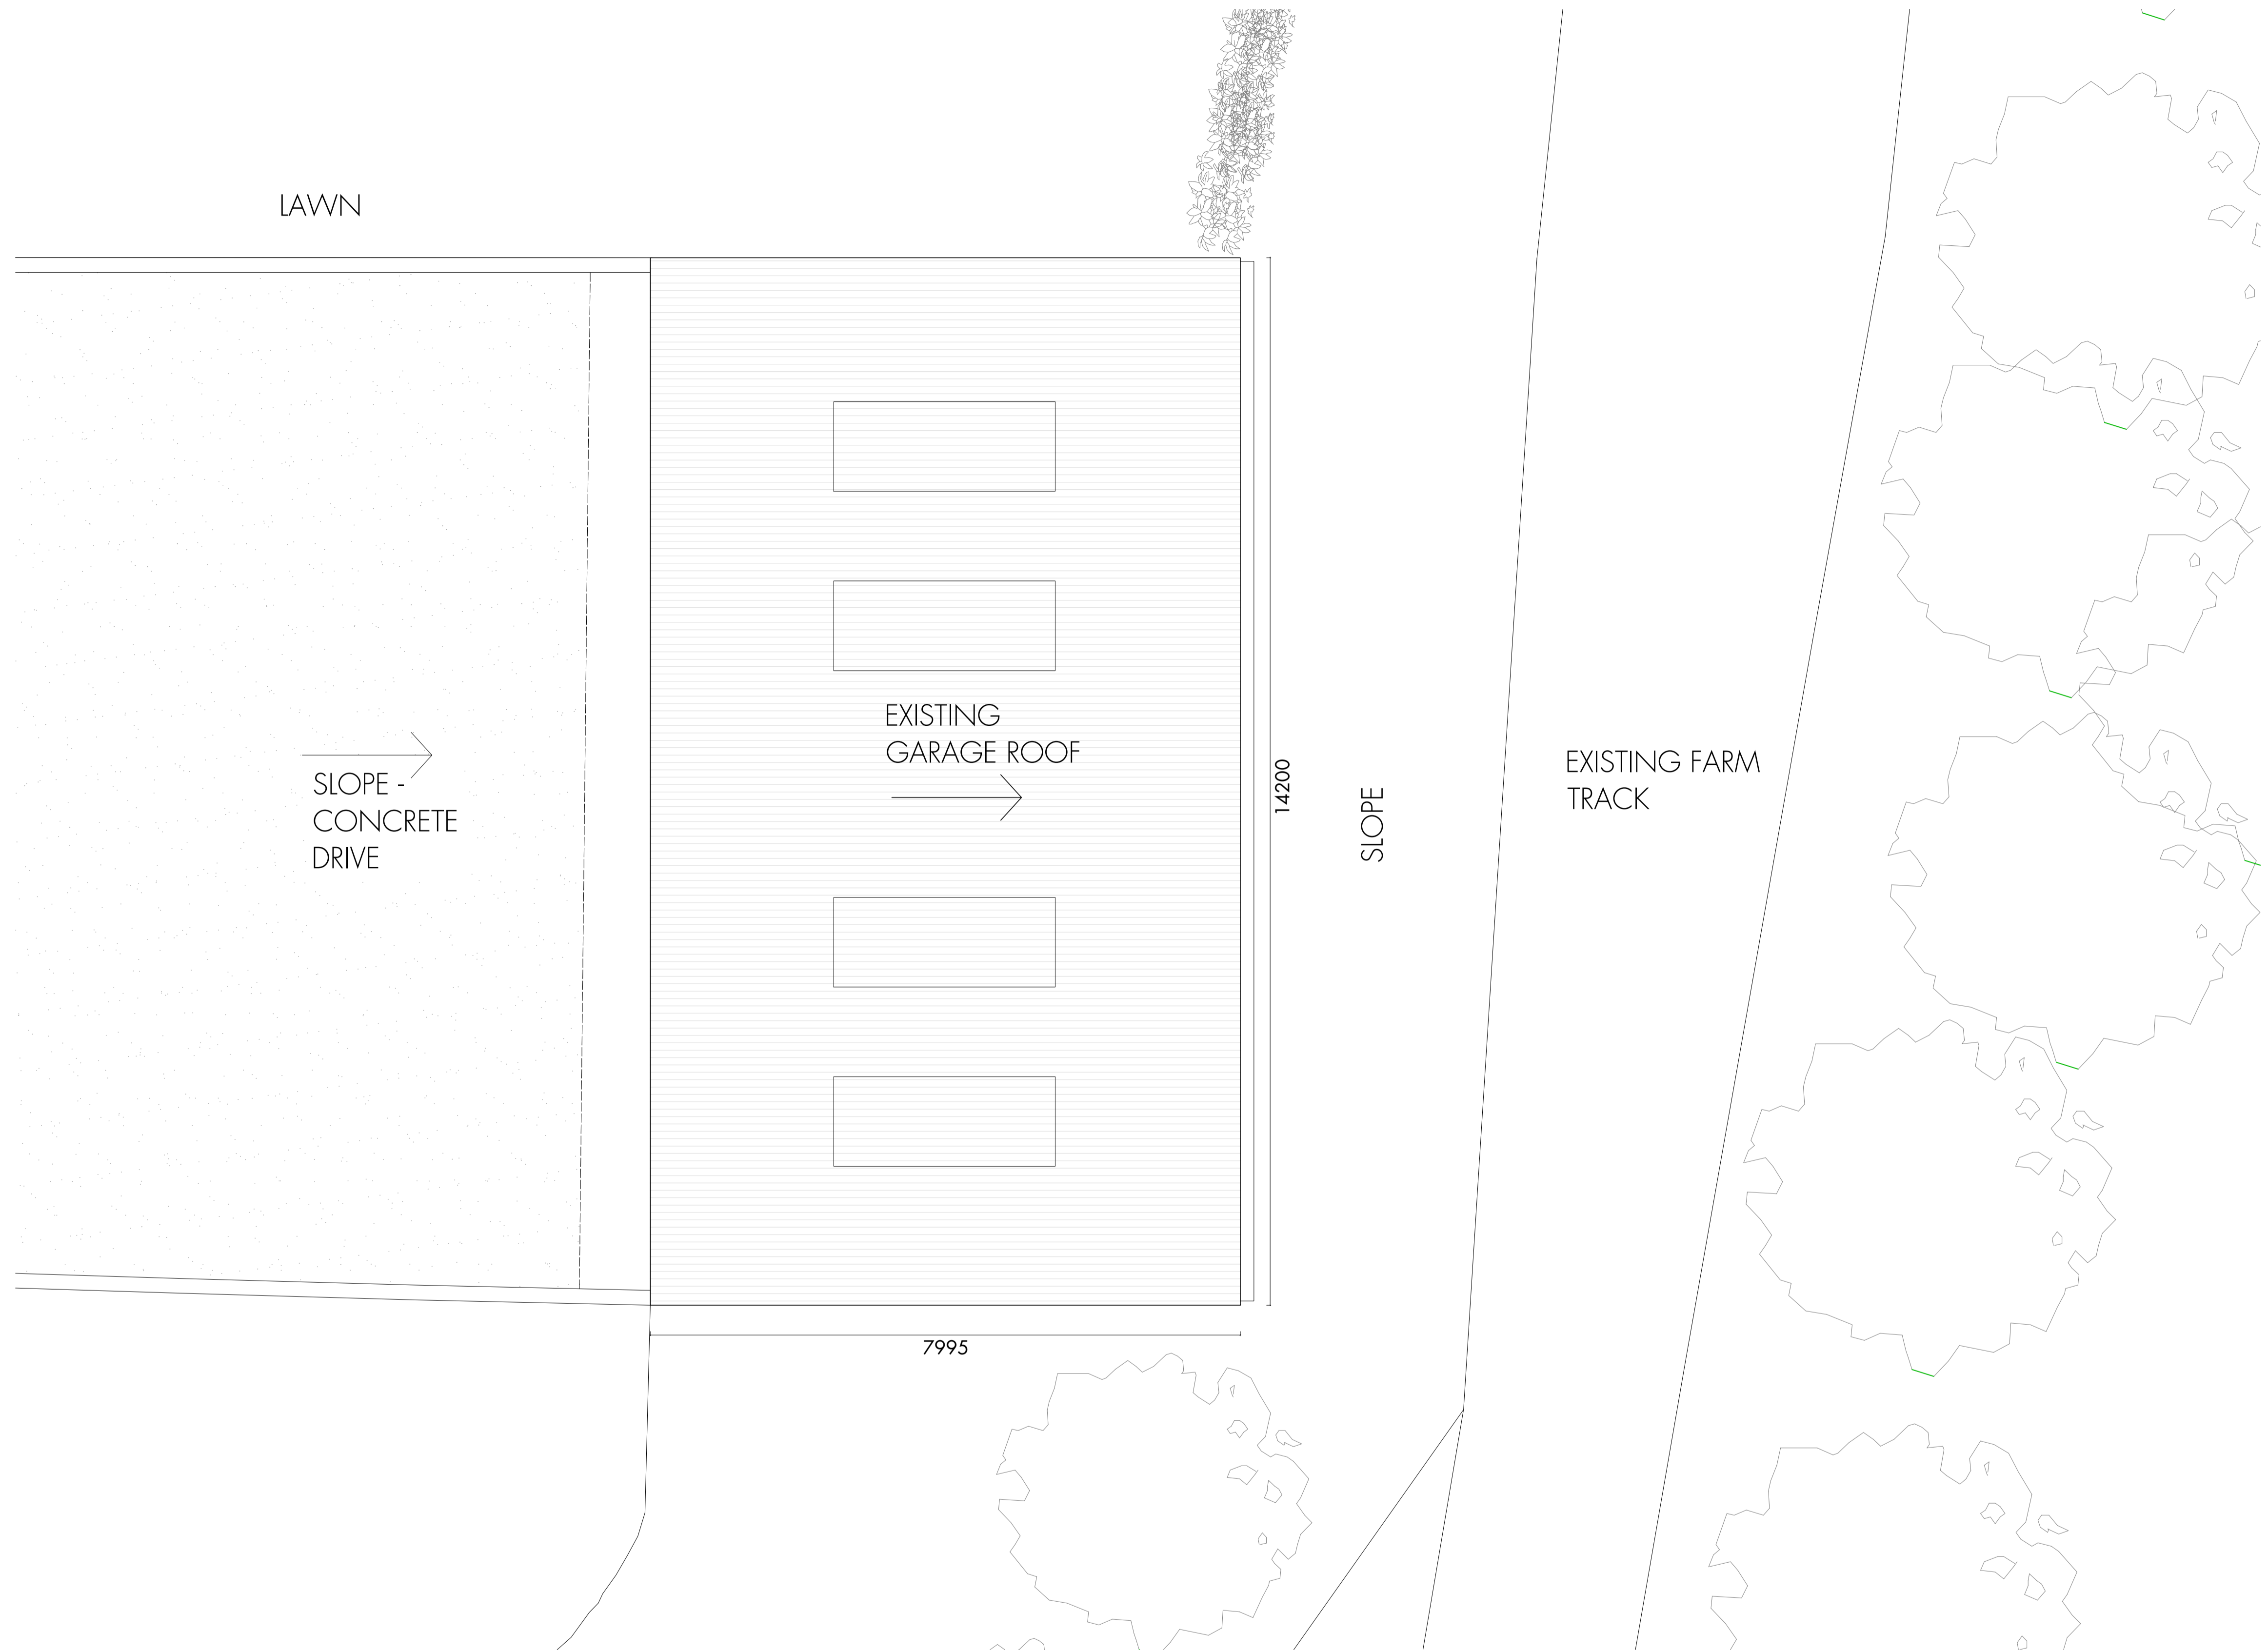 LAWN
EXISTING
GARAGE ROOF
SLOPE -
CONCRETE
DRIVE
14200
SLOPE
EXISTING FARM
TRACK
7995